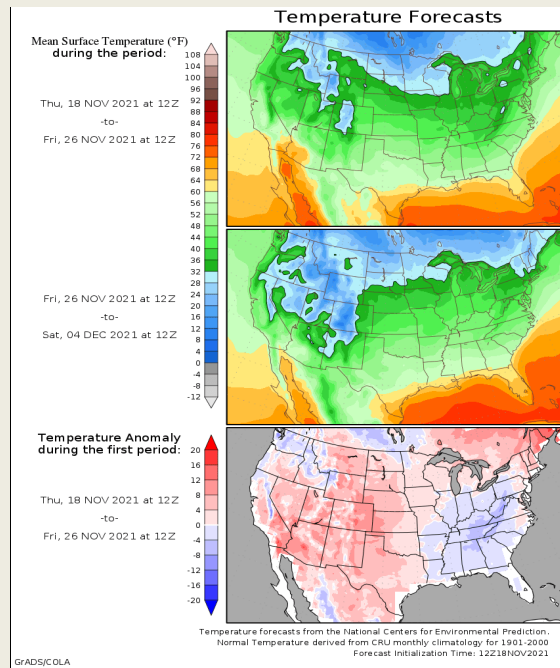 Temperature Forecasts
Mean Surface Temperature (°F)
during the period:
Thu, 18 NOV 2021 at 12Z
-to-
Fri, 26 NOV 2021 at 12Z
108
104
100
96
92
88
84
80
76
72
68
64
60
56
52
48
44
40
36
32
30
28
24
20
16
12
8
4
0
-4
-8
-12
Fri, 26 NOV 2021 at 12Z
-to-
Sat, 04 DEC 2021 at 12Z
Temperature Anomaly
during the first period:
Thu, 18 NOV 2021 at 12Z
-to-
Fri, 26 NOV 2021 at 12Z
20
16
12
8
4
0
-4
-8
-12
-16
-20
Temperature forecasts from the National Centers for Environmental Prediction.
Normal Temperature derived from CRU monthly climatology for 1901-2000
Forecast Initialization Time: 12Z18NOV2021
GrADS/COLA